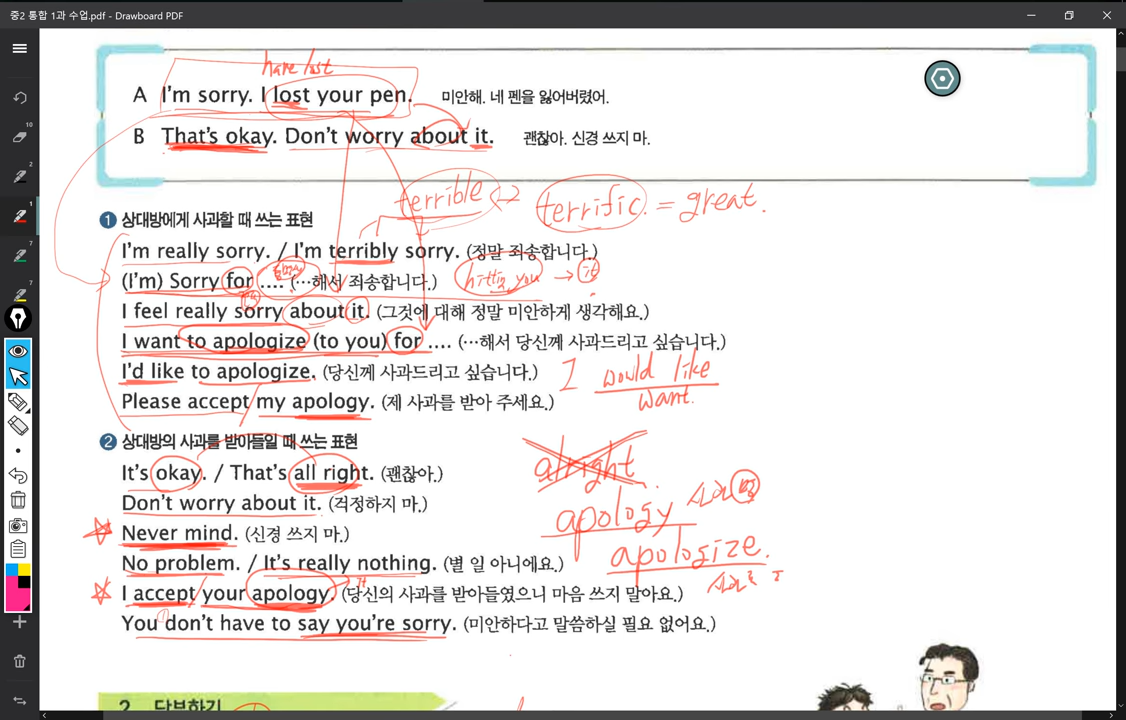 중2 통합 1과 수업.pdf - Drawboard PDF
have lost
A I'm sorry. I lost your pen. 미안해. 네 펜을 잃어버렸어.
B That's okay. Don't worry about it. 괜찮아. 신경 쓰지 마.
terrible ↔ terrific = great.
1 상대방에게 사과할 때 쓰는 표현
I'm really sorry. / I'm terribly sorry. (정말 죄송합니다.)
(I'm) Sorry for .... (…해서 죄송합니다.) hitting you → it
I feel really sorry about it. (그것에 대해 정말 미안하게 생각해요.)
I want to apologize (to you) for .... (…해서 당신께 사과드리고 싶습니다.)
I'd like to apologize. (당신께 사과드리고 싶습니다.) I would like
want.
Please accept my apology. (제 사과를 받아 주세요.)
2 상대방의 사과를 받아들일 때 쓰는 표현
It's okay. / That's all right. (괜찮아.) alright
Don't worry about it. (걱정하지 마.) apology 사과 명
Never mind. (신경 쓰지 마.)
No problem. / It's really nothing. (별 일 아니에요.) apologize.
I accept your apology. (당신의 사과를 받아들였으니 마음 쓰지 말아요.)
You don't have to say you're sorry. (미안하다고 말씀하실 필요 없어요.)
2 당부하기